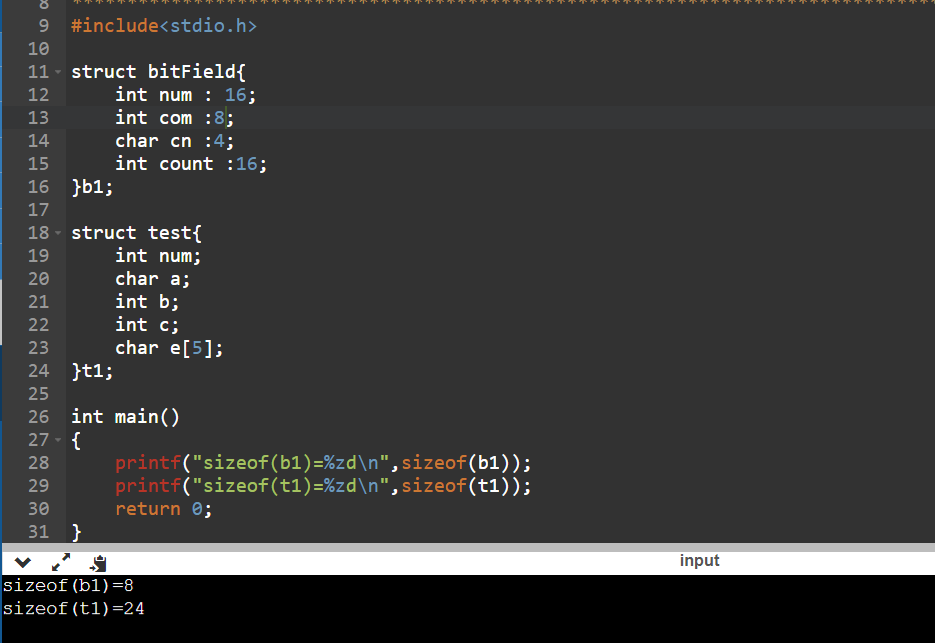 8 ******************************************************************************
9 #include<stdio.h>
10
11 struct bitField{
12     int num : 16;
13     int com :8;
14     char cn :4;
15     int count :16;
16 }b1;
17
18 struct test{
19     int num;
20     char a;
21     int b;
22     int c;
23     char e[5];
24 }t1;
25
26 int main()
27 {
28     printf("sizeof(b1)=%zd\n",sizeof(b1));
29     printf("sizeof(t1)=%zd\n",sizeof(t1));
30     return 0;
31 }
input
sizeof(b1)=8
sizeof(t1)=24